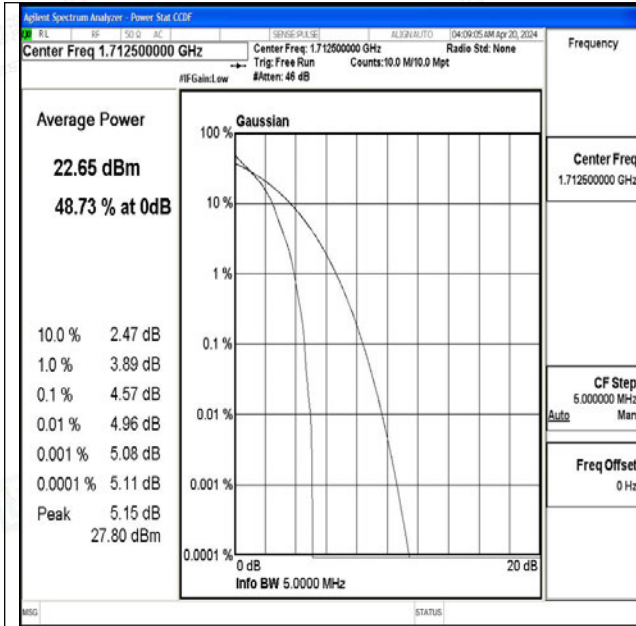 Agilent Spectrum Analyzer - Power Stat CCDF
RL RF 50 Ω AC SENSE:PULSE ALIGNAUTO 04:09:05 AM Apr 20, 2024
Center Freq 1.712500000 GHz
Center Freq: 1.712500000 GHz Radio Std: None
Trig: Free Run Counts:10.0 M/10.0 Mpt
#IFGain:Low #Atten: 46 dB
Average Power
22.65 dBm
48.73 % at 0dB
10.0 % 2.47 dB
1.0 % 3.89 dB
0.1 % 4.57 dB
0.01 % 4.96 dB
0.001 % 5.08 dB
0.0001 % 5.11 dB
Peak 5.15 dB
27.80 dBm
Gaussian
100 %
10 %
1 %
0.1 %
0.01 %
0.001 %
0.0001 %
0 dB 20 dB
Info BW 5.0000 MHz
Frequency
Center Freq
1.712500000 GHz
CF Step
5.000000 MHz
Auto Man
Freq Offset
0 Hz
MSG STATUS